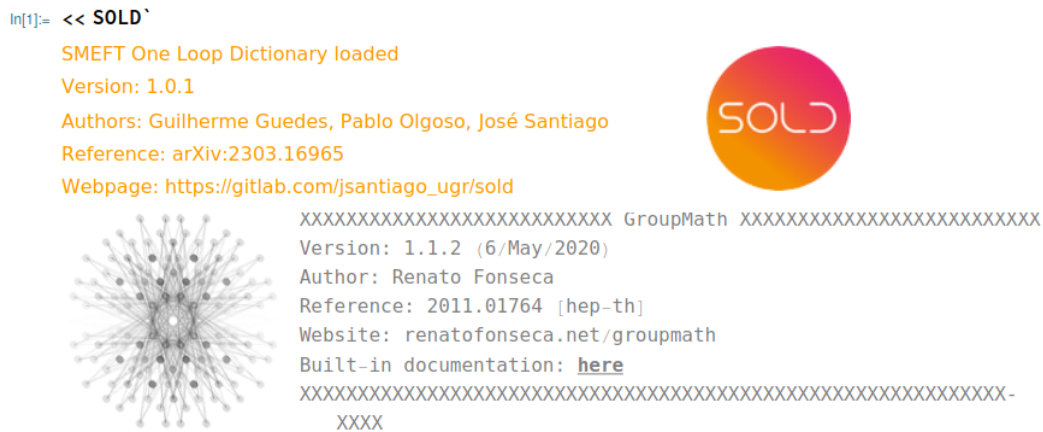 In[1]:= << SOLD`
SMEFT One Loop Dictionary loaded
Version: 1.0.1
Authors: Guilherme Guedes, Pablo Olgoso, José Santiago
Reference: arXiv:2303.16965
Webpage: https://gitlab.com/jsantiago_ugr/sold
SOLD
XXXXXXXXXXXXXXXXXXXXXXXXXXX GroupMath XXXXXXXXXXXXXXXXXXXXXXXXXX
Version: 1.1.2 (6/May/2020)
Author: Renato Fonseca
Reference: 2011.01764 [hep-th]
Website: renatofonseca.net/groupmath
Built-in documentation: here
XXXXXXXXXXXXXXXXXXXXXXXXXXXXXXXXXXXXXXXXXXXXXXXXXXXXXXXXXXXXX-
XXXX